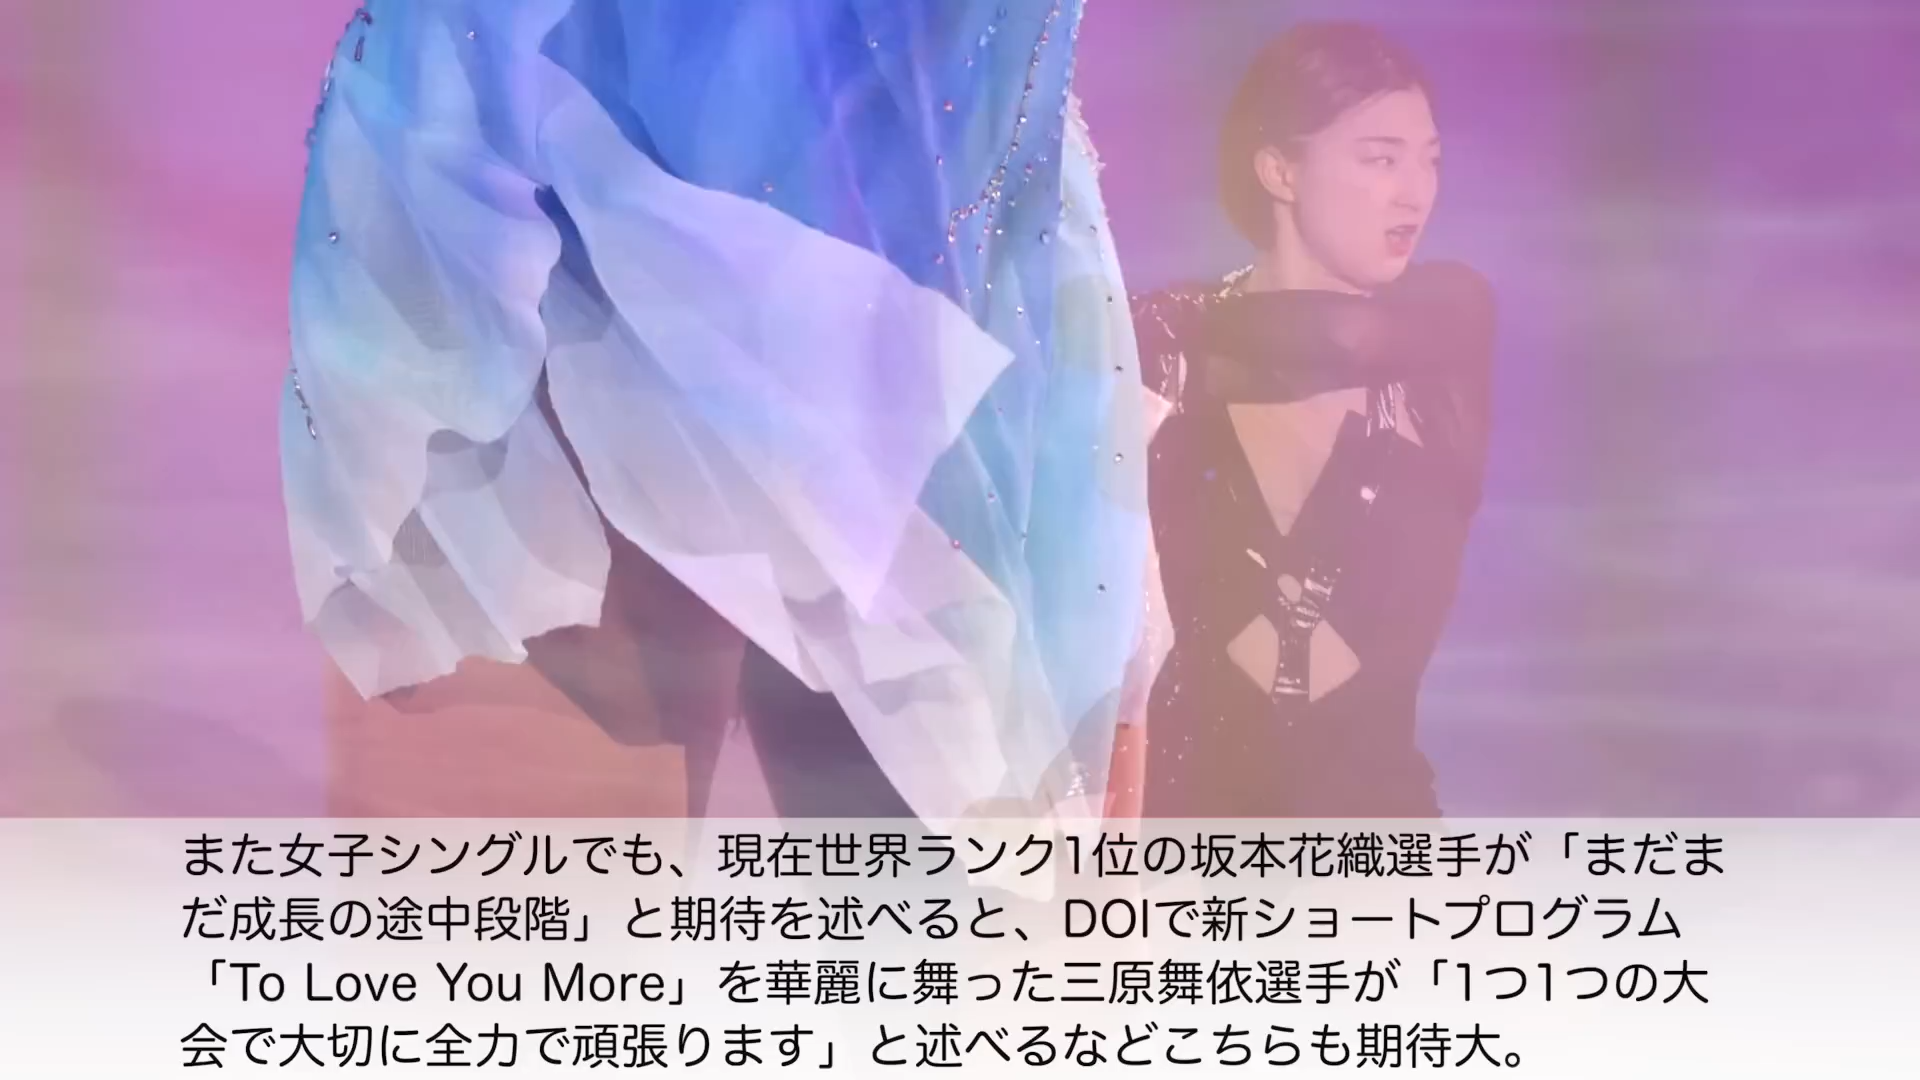 また女子シングルでも、現在世界ランク1位の坂本花織選手が「まだま
だ成長の途中段階」と期待を述べると、DOIで新ショートプログラム
「To Love You More」を華麗に舞った三原舞依選手が「1つ1つの大
会で大切に全力で頑張ります」と述べるなどこちらも期待大。